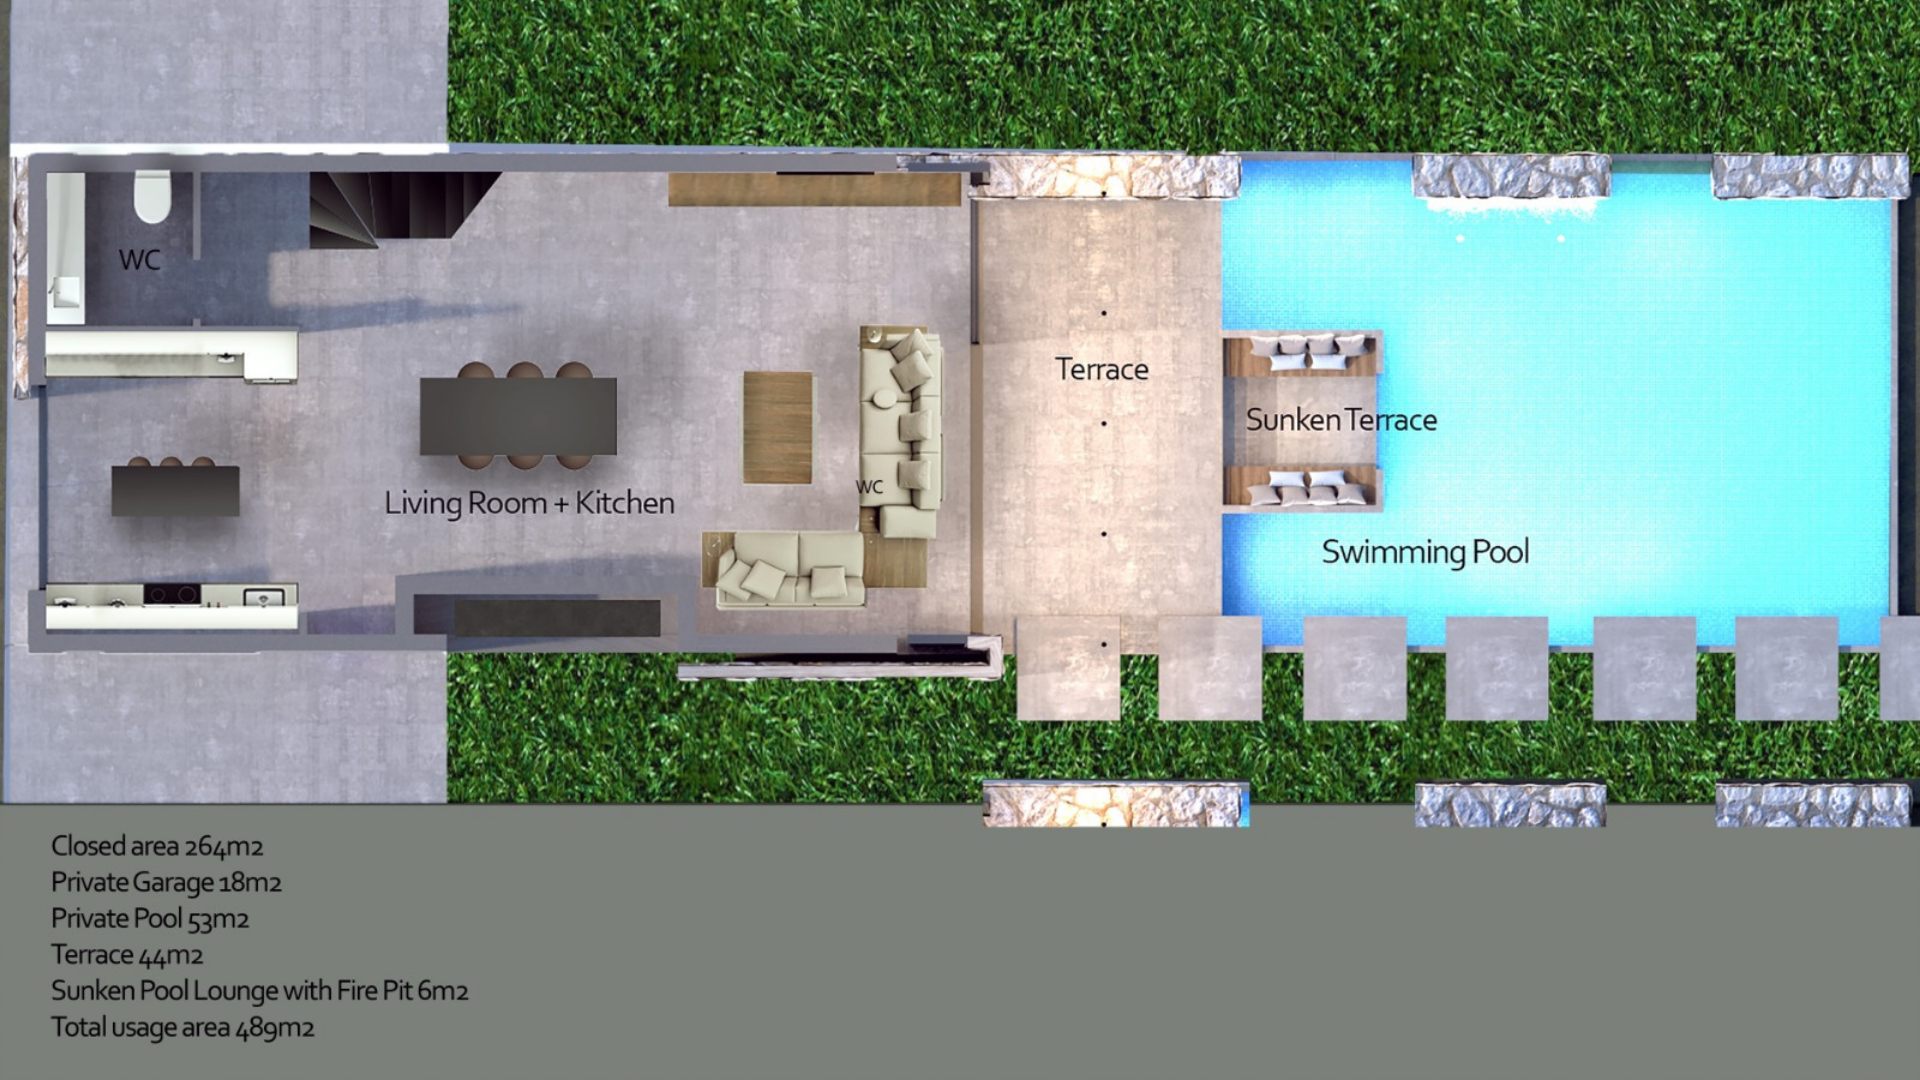 WC
Terrace
Sunken Terrace
WC
Living Room + Kitchen
Swimming Pool
Closed area 264m2
Private Garage 18m2
Private Pool 53m2
Terrace 44m2
Sunken Pool Lounge with Fire Pit 6m2
Total usage area 489m2